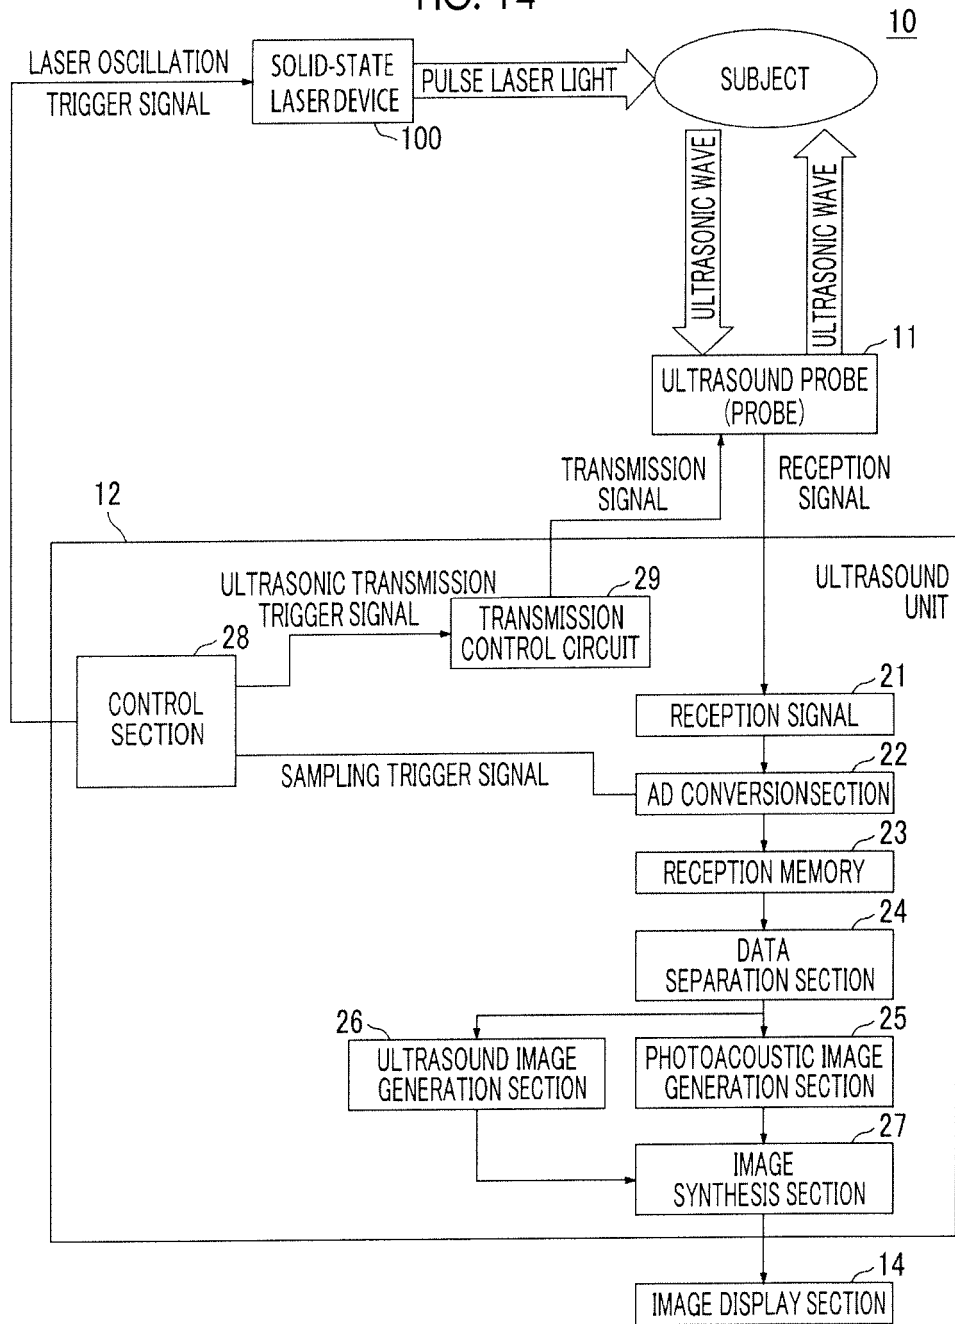 FIG. 14
10
LASER OSCILLATION
TRIGGER SIGNAL
SOLID-STATE
LASER DEVICE
100
PULSE LASER LIGHT
SUBJECT
ULTRASONIC WAVE
ULTRASONIC WAVE
11
ULTRASOUND PROBE
(PROBE)
TRANSMISSION
SIGNAL
RECEPTION
SIGNAL
12
ULTRASOUND
UNIT
ULTRASONIC TRANSMISSION
TRIGGER SIGNAL
29
TRANSMISSION
CONTROL CIRCUIT
28
CONTROL
SECTION
21
RECEPTION SIGNAL
SAMPLING TRIGGER SIGNAL
22
AD CONVERSIONSECTION
23
RECEPTION MEMORY
24
DATA
SEPARATION SECTION
26
ULTRASOUND IMAGE
GENERATION SECTION
25
PHOTOACOUSTIC IMAGE
GENERATION SECTION
27
IMAGE
SYNTHESIS SECTION
14
IMAGE DISPLAY SECTION